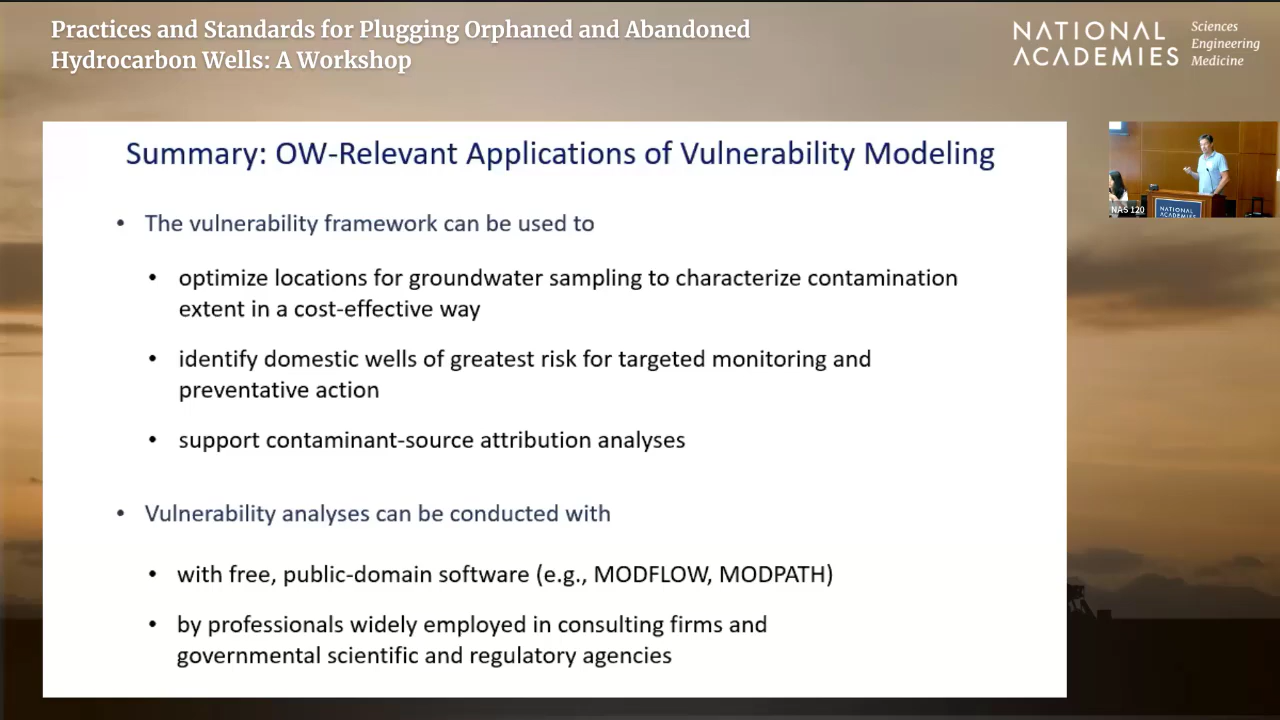 Practices and Standards for Plugging Orphaned and Abandoned
Hydrocarbon Wells: A Workshop
NATIONAL
ACADEMIES
Sciences
Engineering
Medicine
Summary: OW-Relevant Applications of Vulnerability Modeling
• The vulnerability framework can be used to
• optimize locations for groundwater sampling to characterize contamination
extent in a cost-effective way
• identify domestic wells of greatest risk for targeted monitoring and
preventative action
• support contaminant-source attribution analyses
• Vulnerability analyses can be conducted with
• with free, public-domain software (e.g., MODFLOW, MODPATH)
• by professionals widely employed in consulting firms and
governmental scientific and regulatory agencies
NAS 120
NATIONAL
ACADEMIES